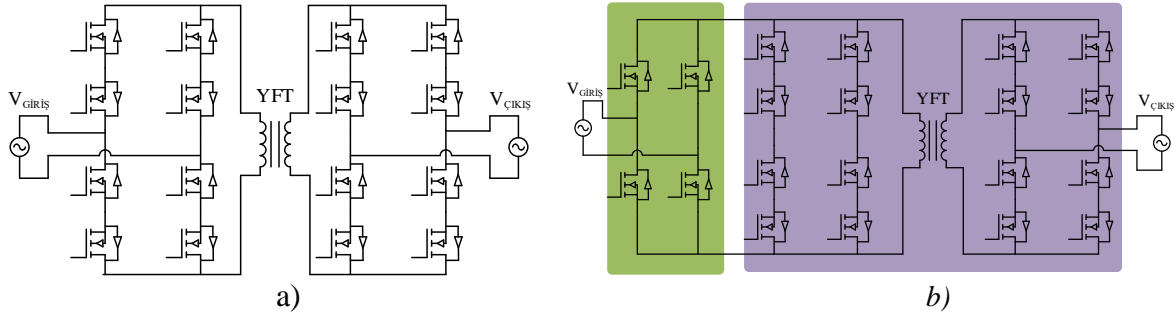 V_GİRİŞ
YFT
V_ÇIKIŞ
a)
V_GİRİŞ
YFT
V_ÇIKIŞ
b)